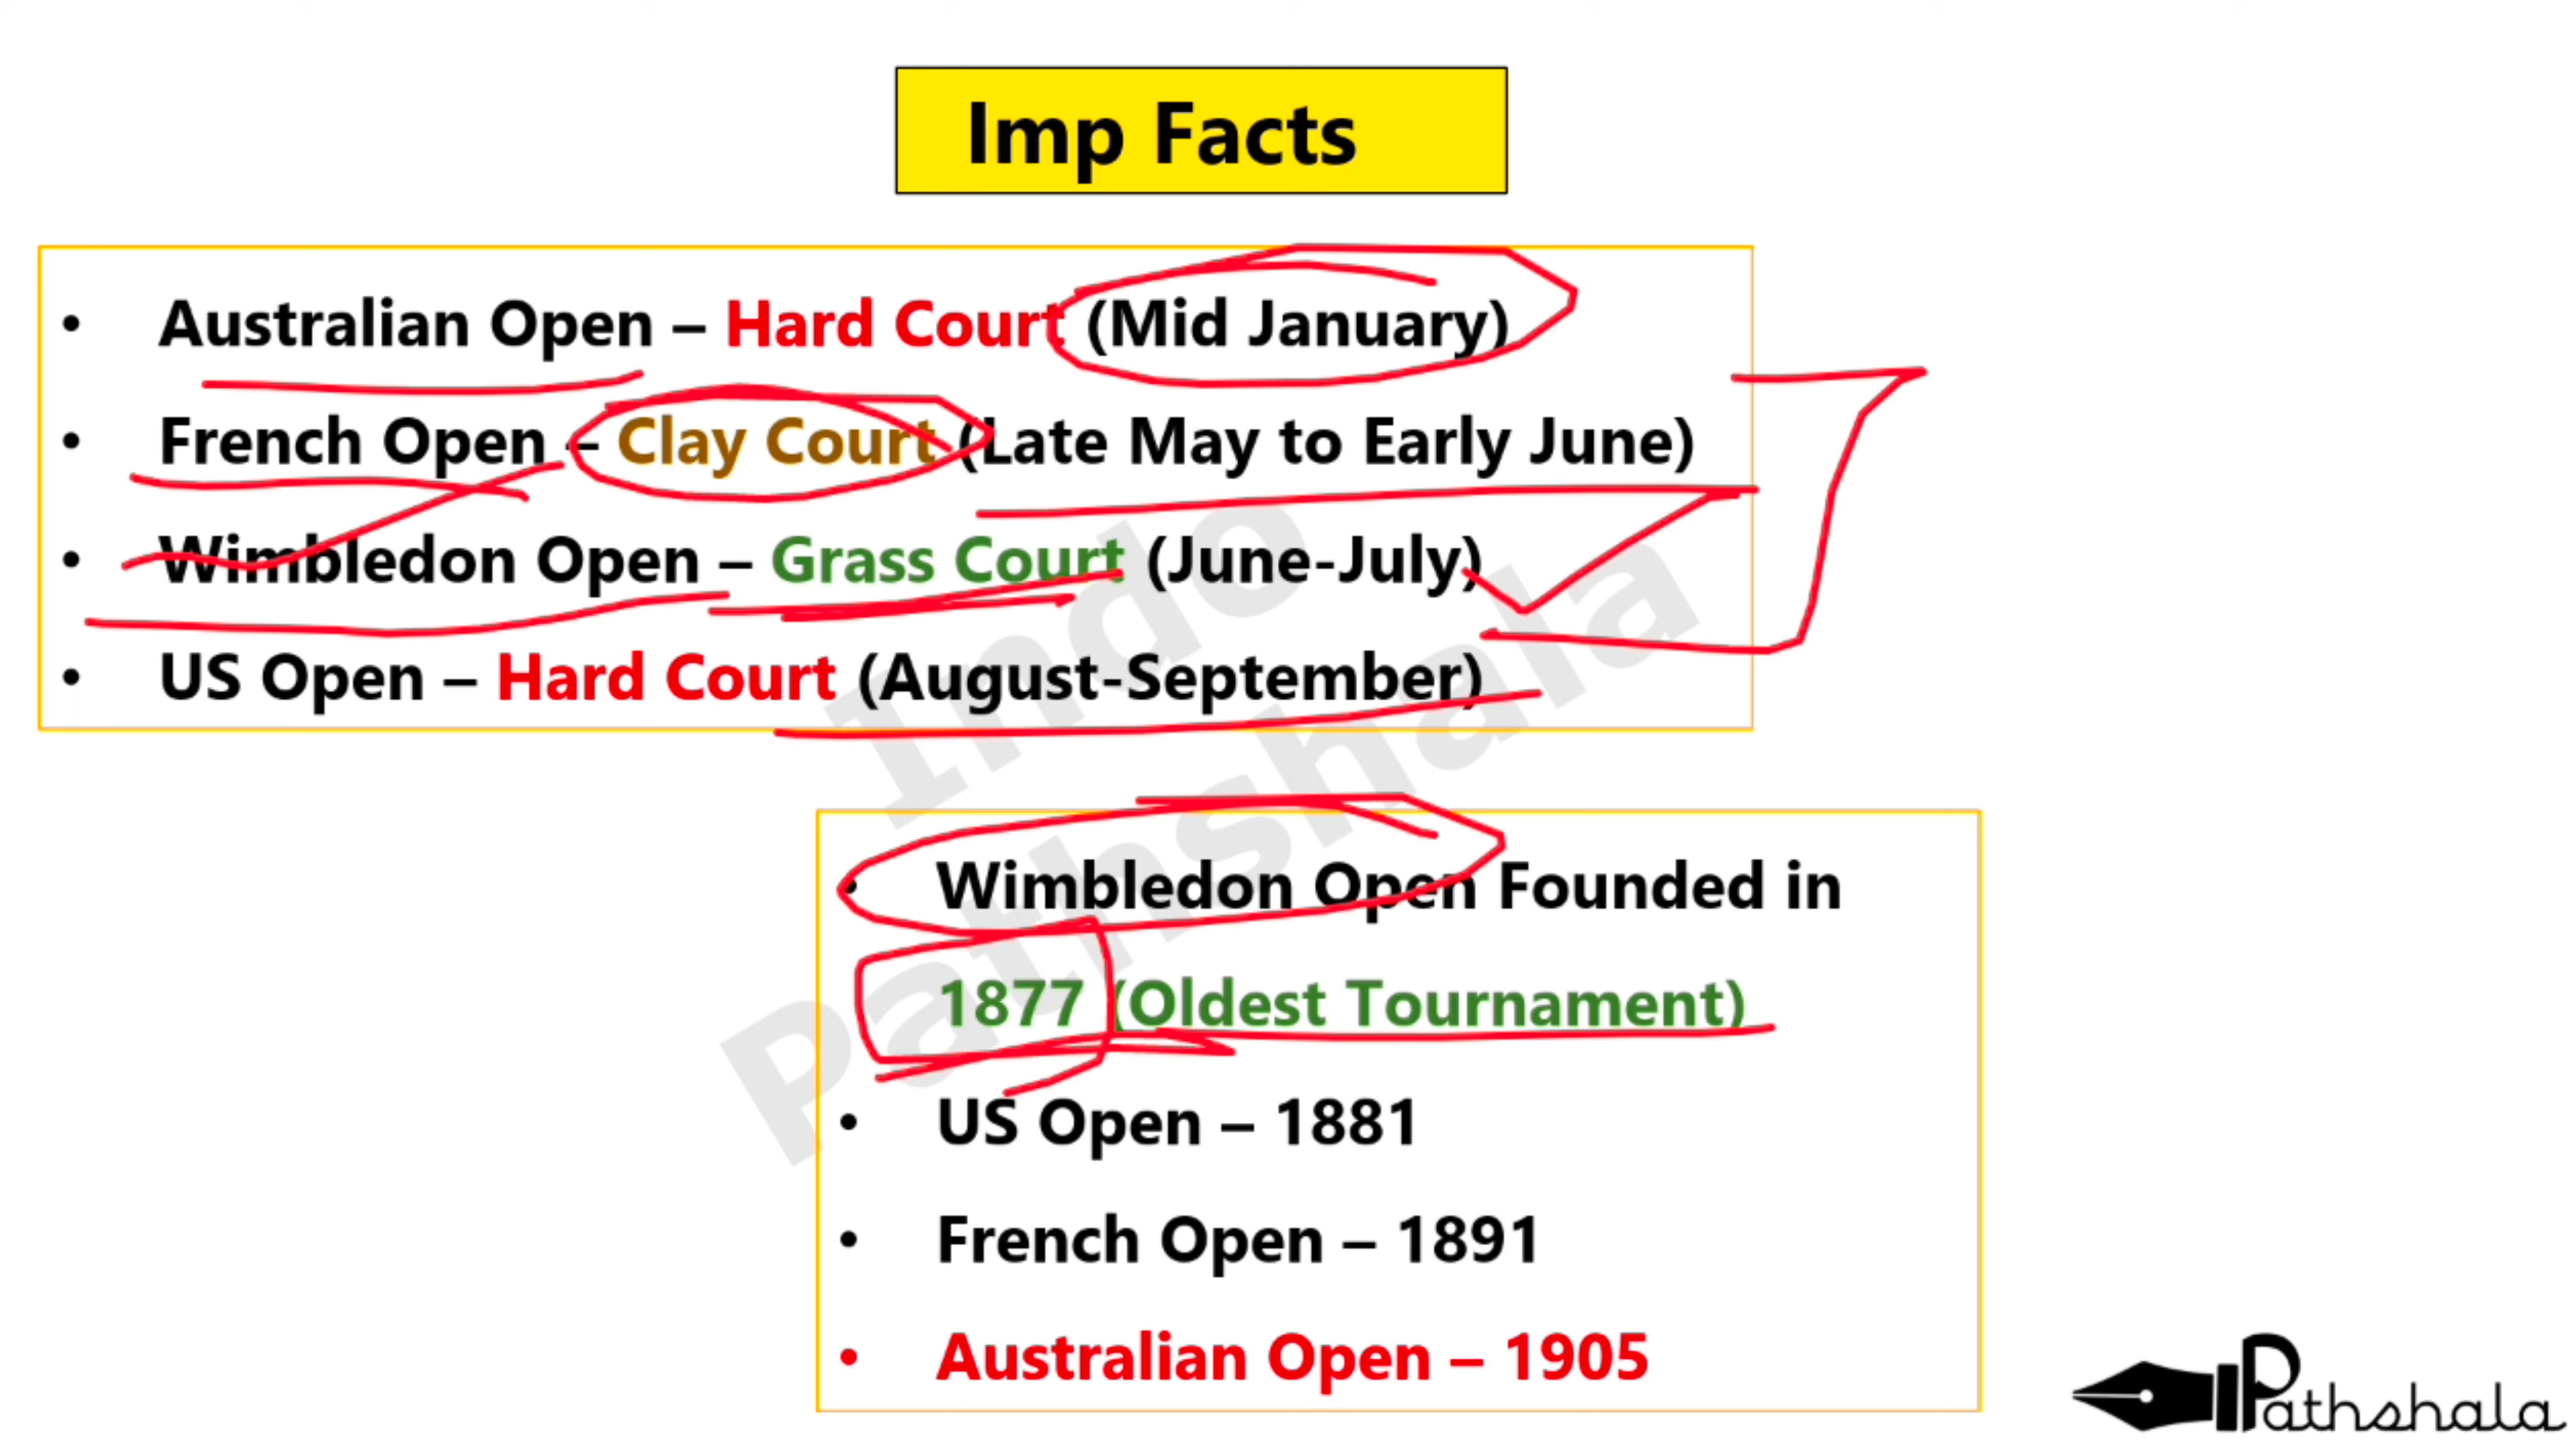 Imp Facts
• Australian Open – Hard Court (Mid January)
• French Open – Clay Court (Late May to Early June)
• Wimbledon Open – Grass Court (June-July)
• US Open – Hard Court (August-September)
Indo
Pathshala
• Wimbledon Open Founded in
1877 (Oldest Tournament)
• US Open – 1881
• French Open – 1891
• Australian Open – 1905
Pathshala